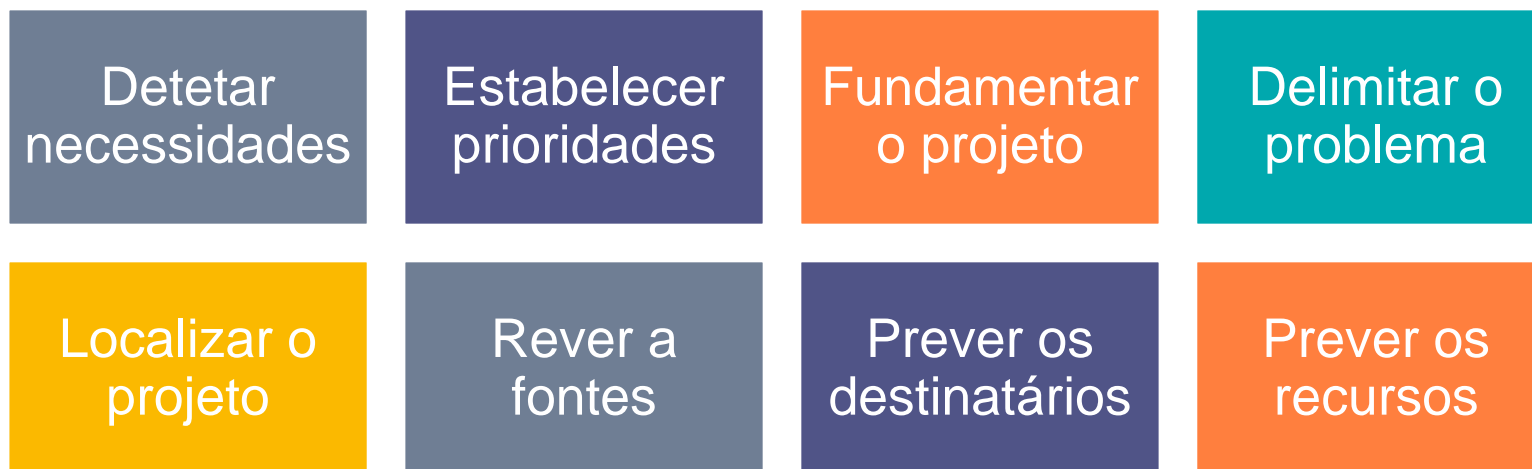 Detetar
necessidades
Estabelecer
prioridades
Fundamentar
o projeto
Delimitar o
problema
Localizar o
projeto
Rever a
fontes
Prever os
destinatários
Prever os
recursos